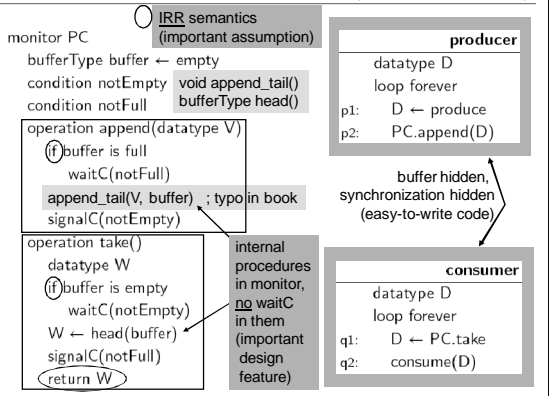 IRR semantics
(important assumption)
monitor PC
bufferType buffer ← empty
condition notEmpty
condition notFull
void append_tail()
bufferType head()
operation append(datatype V)
if buffer is full
waitC(notFull)
append_tail(V, buffer) ; typo in book
signalC(notEmpty)
operation take()
datatype W
if buffer is empty
waitC(notEmpty)
W ← head(buffer)
signalC(notFull)
return W
internal
procedures
in monitor,
no waitC
in them
(important
design
feature)
producer
datatype D
loop forever
p1: D ← produce
p2: PC.append(D)
buffer hidden,
synchronization hidden
(easy-to-write code)
consumer
datatype D
loop forever
q1: D ← PC.take
q2: consume(D)